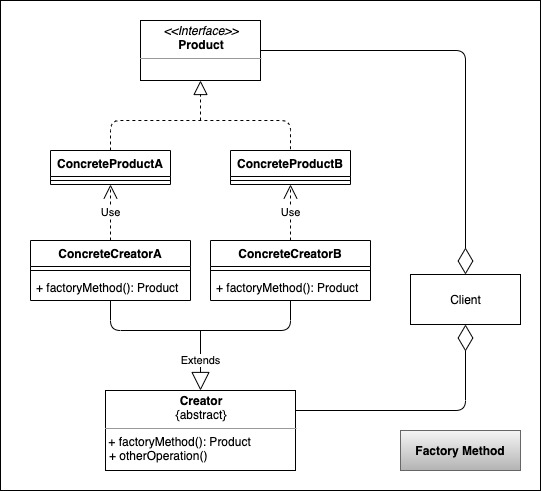 <<Interface>>
Product
ConcreteProductA
ConcreteProductB
Use
Use
ConcreteCreatorA
+ factoryMethod(): Product
ConcreteCreatorB
+ factoryMethod(): Product
Client
Extends
Creator
{abstract}
+ factoryMethod(): Product
+ otherOperation()
Factory Method